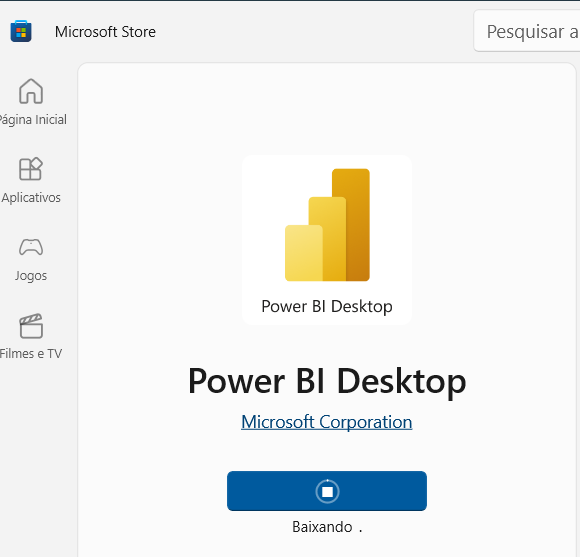 Microsoft Store
Pesquisar a
Página Inicial
Aplicativos
Jogos
Filmes e TV
Power BI Desktop
Power BI Desktop
Microsoft Corporation
Baixando .